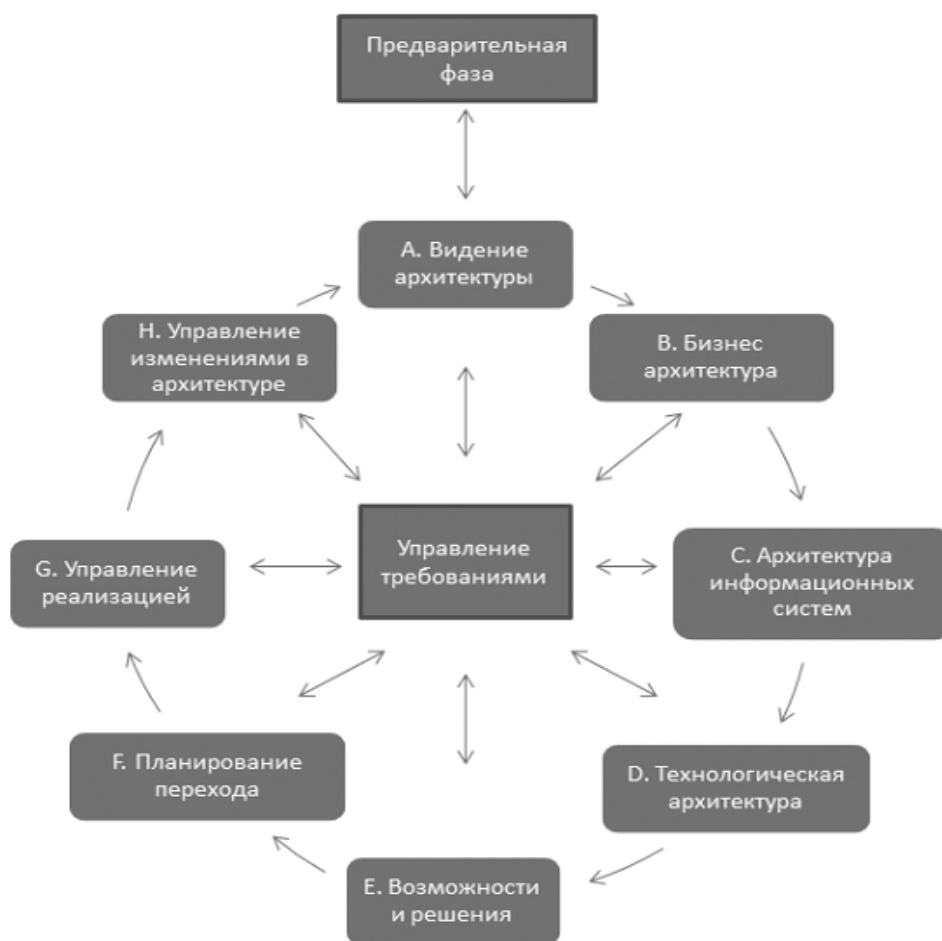 Предварительная
фаза
A. Видение
архитектуры
B. Бизнес
архитектура
C. Архитектура
информационных
систем
D. Технологическая
архитектура
E. Возможности
и решения
F. Планирование
перехода
G. Управление
реализацией
H. Управление
изменениями в
архитектуре
Управление
требованиями